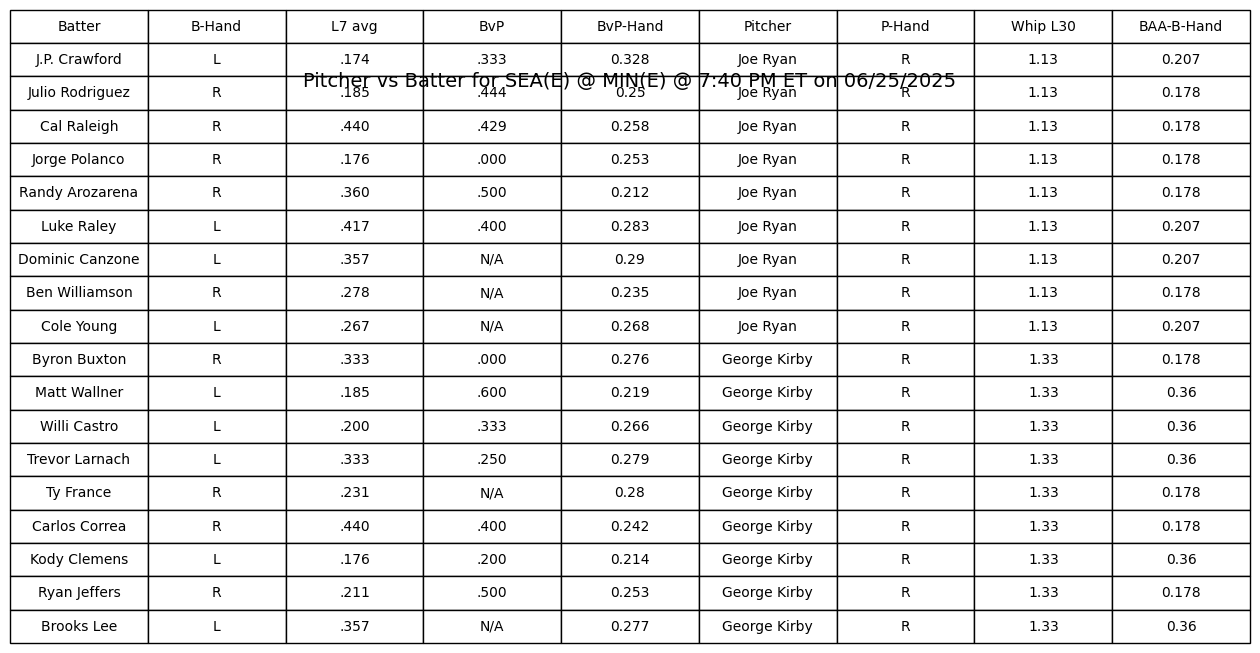 Batter B-Hand L7 avg BvP BvP-Hand Pitcher P-Hand Whip L30 BAA-B-Hand
J.P. Crawford L .174 .333 0.328 Joe Ryan R 1.13 0.207
Pitcher vs Batter for SEA(E) @ MIN(E) @ 7:40 PM ET on 06/25/2025
Julio Rodriguez R .185 .444 0.25 Joe Ryan R 1.13 0.178
Cal Raleigh R .440 .429 0.258 Joe Ryan R 1.13 0.178
Jorge Polanco R .176 .000 0.253 Joe Ryan R 1.13 0.178
Randy Arozarena R .360 .500 0.212 Joe Ryan R 1.13 0.178
Luke Raley L .417 .400 0.283 Joe Ryan R 1.13 0.207
Dominic Canzone L .357 N/A 0.29 Joe Ryan R 1.13 0.207
Ben Williamson R .278 N/A 0.235 Joe Ryan R 1.13 0.178
Cole Young L .267 N/A 0.268 Joe Ryan R 1.13 0.207
Byron Buxton R .333 .000 0.276 George Kirby R 1.33 0.178
Matt Wallner L .185 .600 0.219 George Kirby R 1.33 0.36
Willi Castro L .200 .333 0.266 George Kirby R 1.33 0.36
Trevor Larnach L .333 .250 0.279 George Kirby R 1.33 0.36
Ty France R .231 N/A 0.28 George Kirby R 1.33 0.178
Carlos Correa R .440 .400 0.242 George Kirby R 1.33 0.178
Kody Clemens L .176 .200 0.214 George Kirby R 1.33 0.36
Ryan Jeffers R .211 .500 0.253 George Kirby R 1.33 0.178
Brooks Lee L .357 N/A 0.277 George Kirby R 1.33 0.36